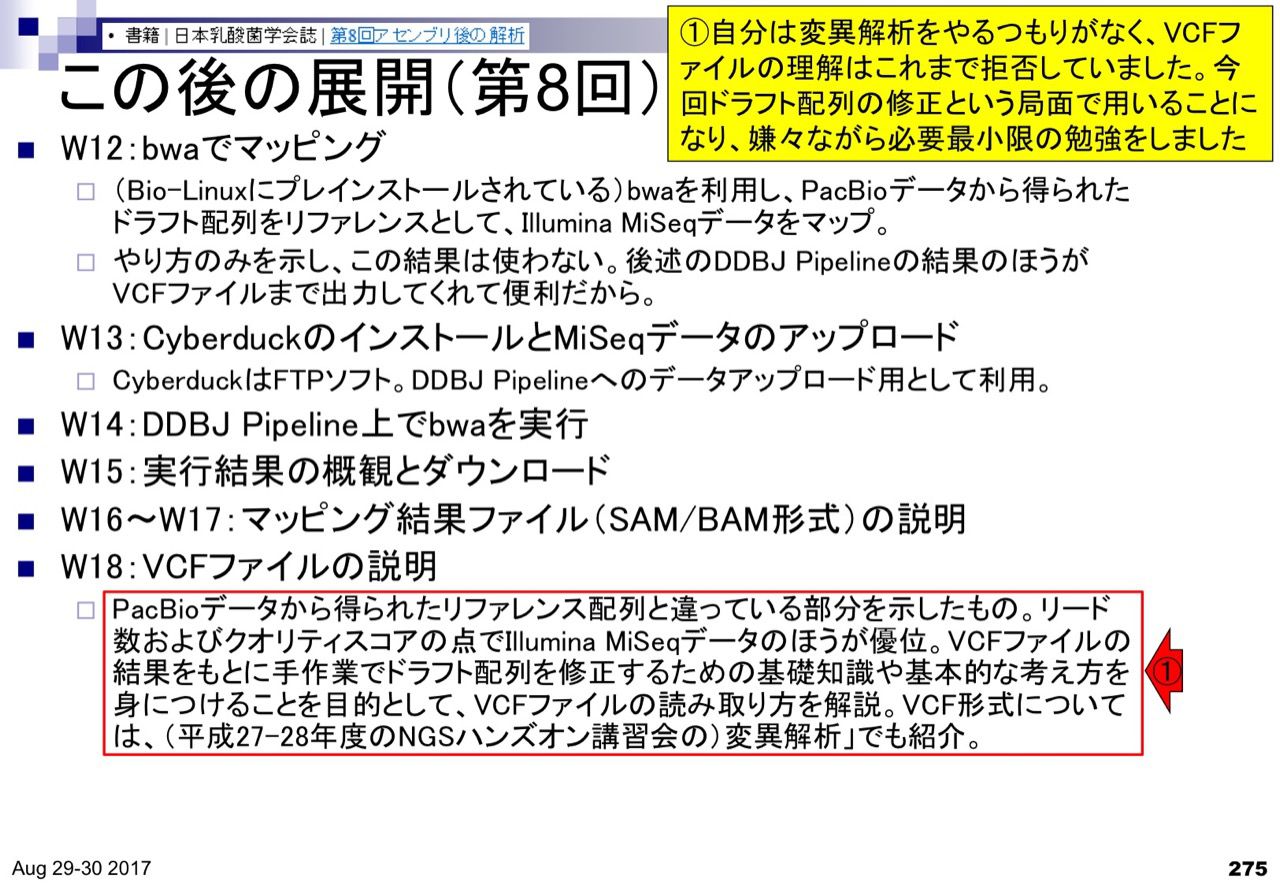 • 書籍 | 日本乳酸菌学会誌 | 第8回アセンブリ後の解析
この後の展開(第8回)
①自分は変異解析をやるつもりがなく、VCFフ
ァイルの理解はこれまで拒否していました。今
回ドラフト配列の修正という局面で用いることに
なり、嫌々ながら必要最小限の勉強をしました
W12:bwaでマッピング
(Bio-Linuxにプレインストールされている)bwaを利用し、PacBioデータから得られた
ドラフト配列をリファレンスとして、Illumina MiSeqデータをマップ。
やり方のみを示し、この結果は使わない。後述のDDBJ Pipelineの結果のほうが
VCFファイルまで出力してくれて便利だから。
W13:CyberduckのインストールとMiSeqデータのアップロード
CyberduckはFTPソフト。DDBJ Pipelineへのデータアップロード用として利用。
W14:DDBJ Pipeline上でbwaを実行
W15:実行結果の概観とダウンロード
W16～W17:マッピング結果ファイル(SAM/BAM形式)の説明
W18:VCFファイルの説明
PacBioデータから得られたリファレンス配列と違っている部分を示したもの。リード
数およびクオリティスコアの点でIllumina MiSeqデータのほうが優位。VCFファイルの
結果をもとに手作業でドラフト配列を修正するための基礎知識や基本的な考え方を
身につけることを目的として、VCFファイルの読み取り方を解説。VCF形式について
は、(平成27-28年度のNGSハンズオン講習会の)変異解析」でも紹介。
①
Aug 29-30 2017
275